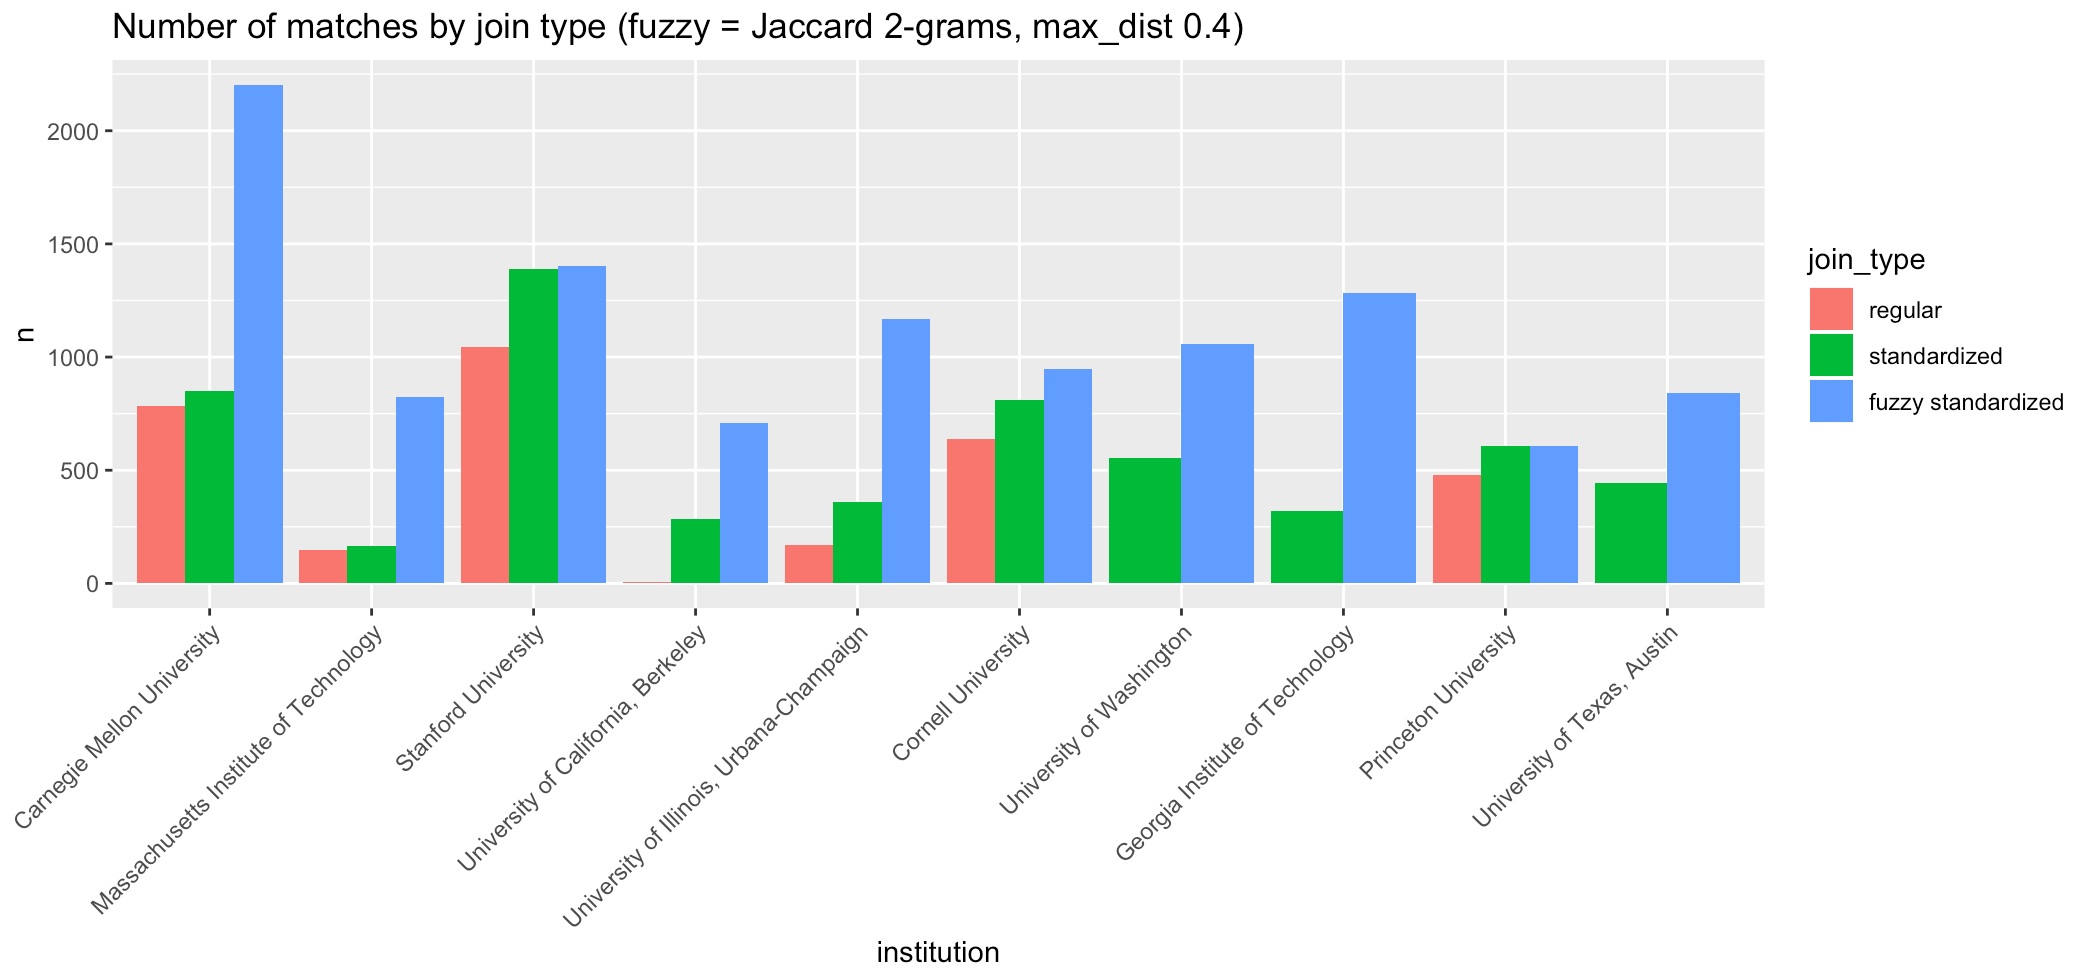 Number of matches by join type (fuzzy = Jaccard 2-grams, max_dist 0.4)
n
2000
1500
1000
500
0
join_type
regular
standardized
fuzzy standardized
Carnegie Mellon University
Massachusetts Institute of Technology
Stanford University
University of California, Berkeley
University of Illinois, Urbana-Champaign
Cornell University
University of Washington
Georgia Institute of Technology
Princeton University
University of Texas, Austin
institution